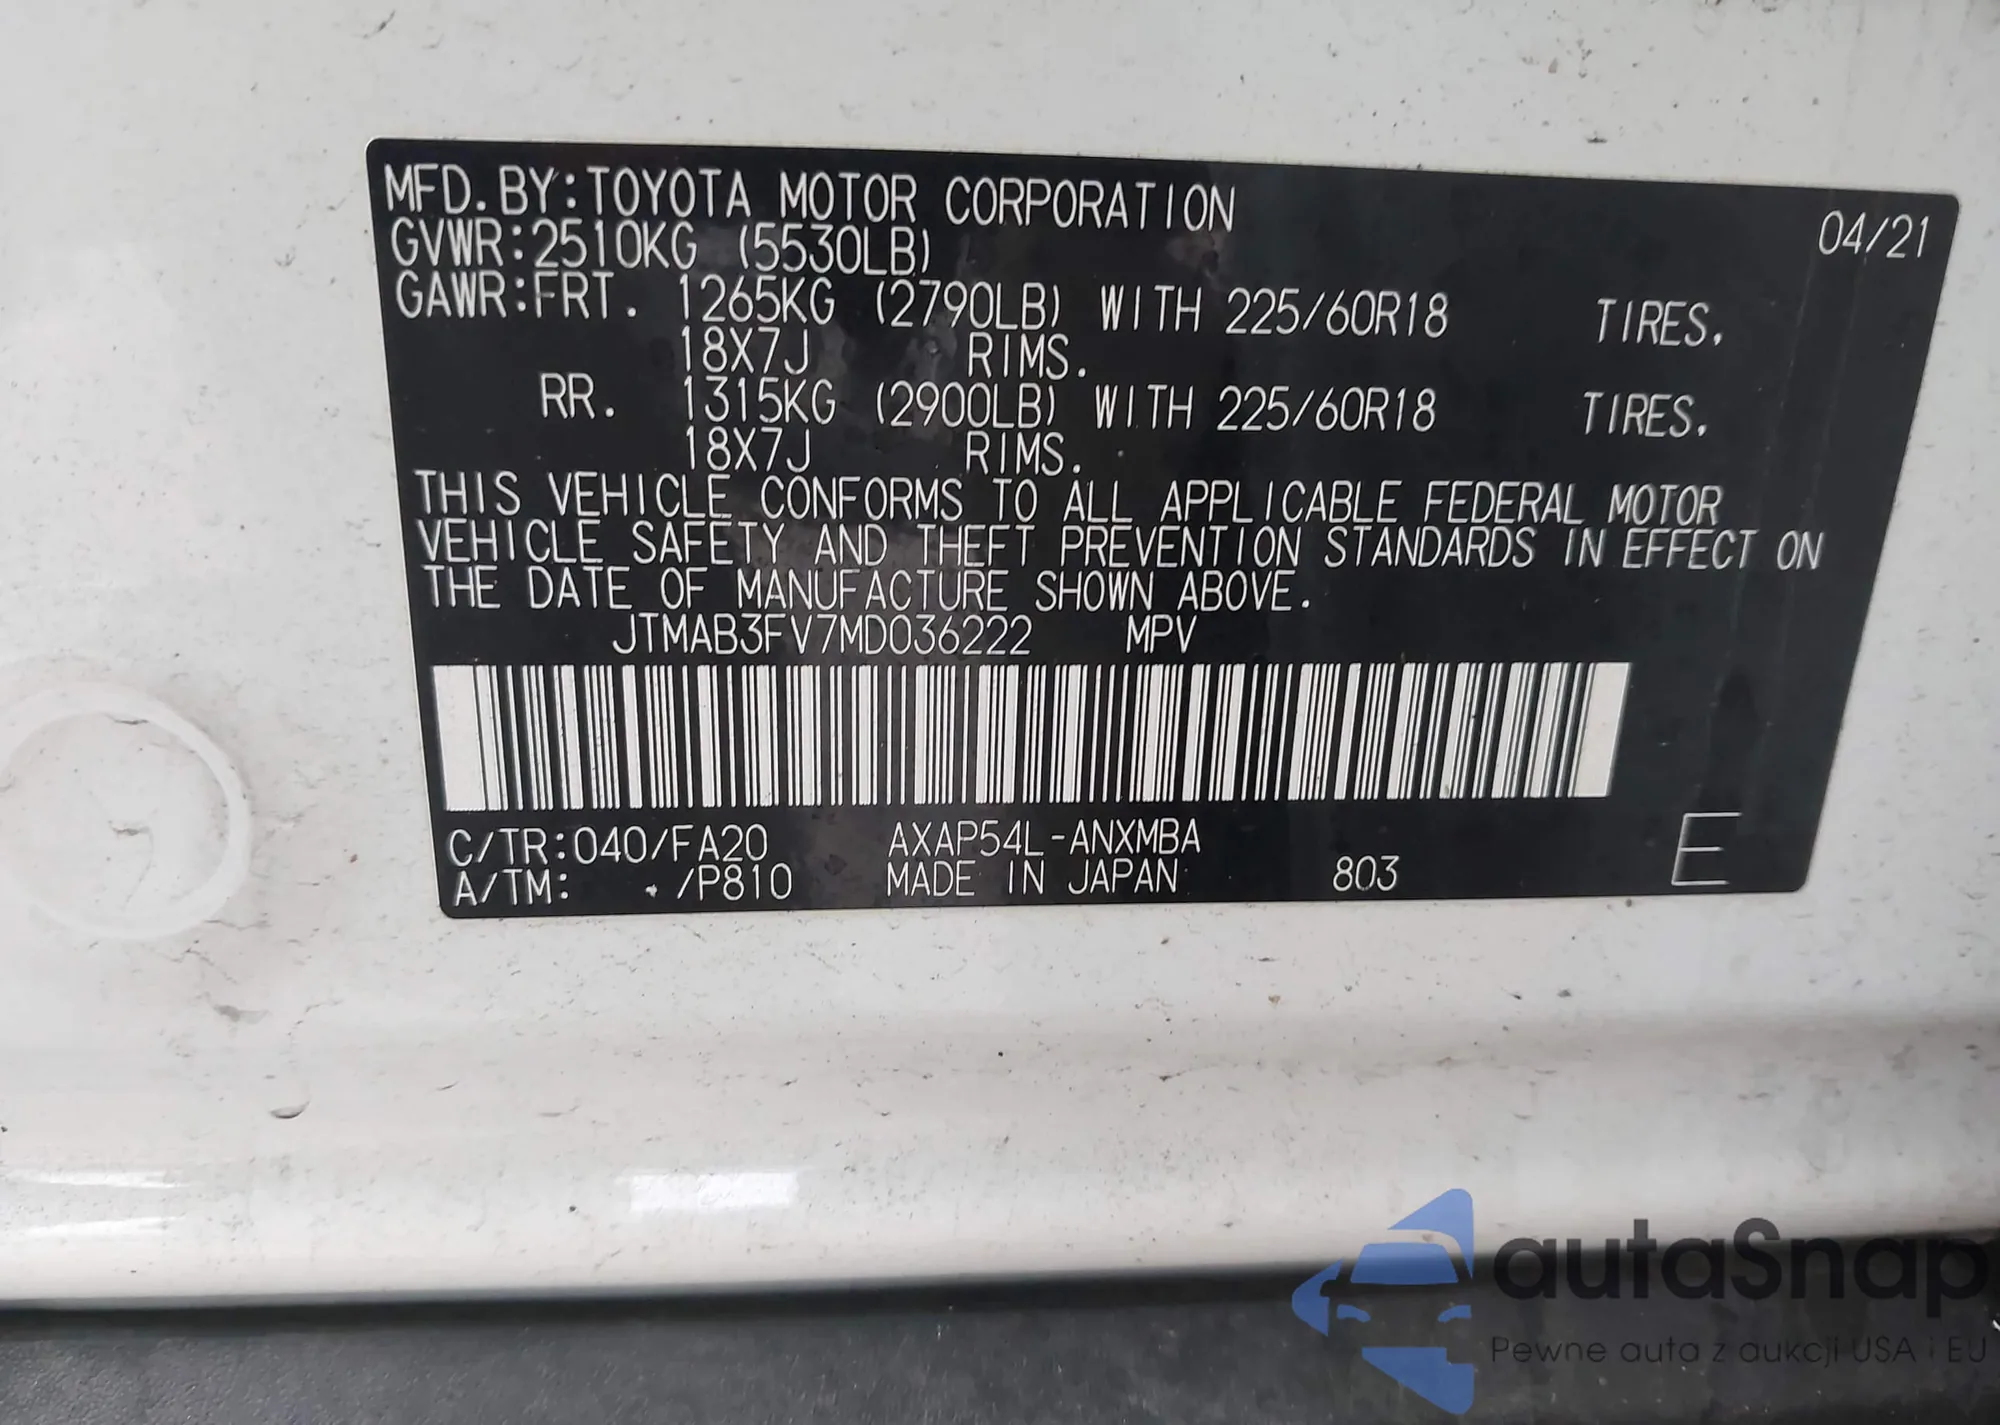 MFD. BY: TOYOTA MOTOR CORPORATION 04/21
GVWR: 2510KG (5530LB)
GAWR: FRT. 1265KG (2790LB) WITH 225/60R18 TIRES.
18X7J RIMS.
RR. 1315KG (2900LB) WITH 225/60R18 TIRES.
18X7J RIMS.
THIS VEHICLE CONFORMS TO ALL APPLICABLE FEDERAL MOTOR
VEHICLE SAFETY AND THEFT PREVENTION STANDARDS IN EFFECT ON
THE DATE OF MANUFACTURE SHOWN ABOVE.
JTMAB3FV7MD036222 MPV
C/TR: 040/FA20 AXAP54L-ANXMBA
A/TM: /P810 MADE IN JAPAN 803 E
autaSnap
Pewne auta z aukcji USA i EU